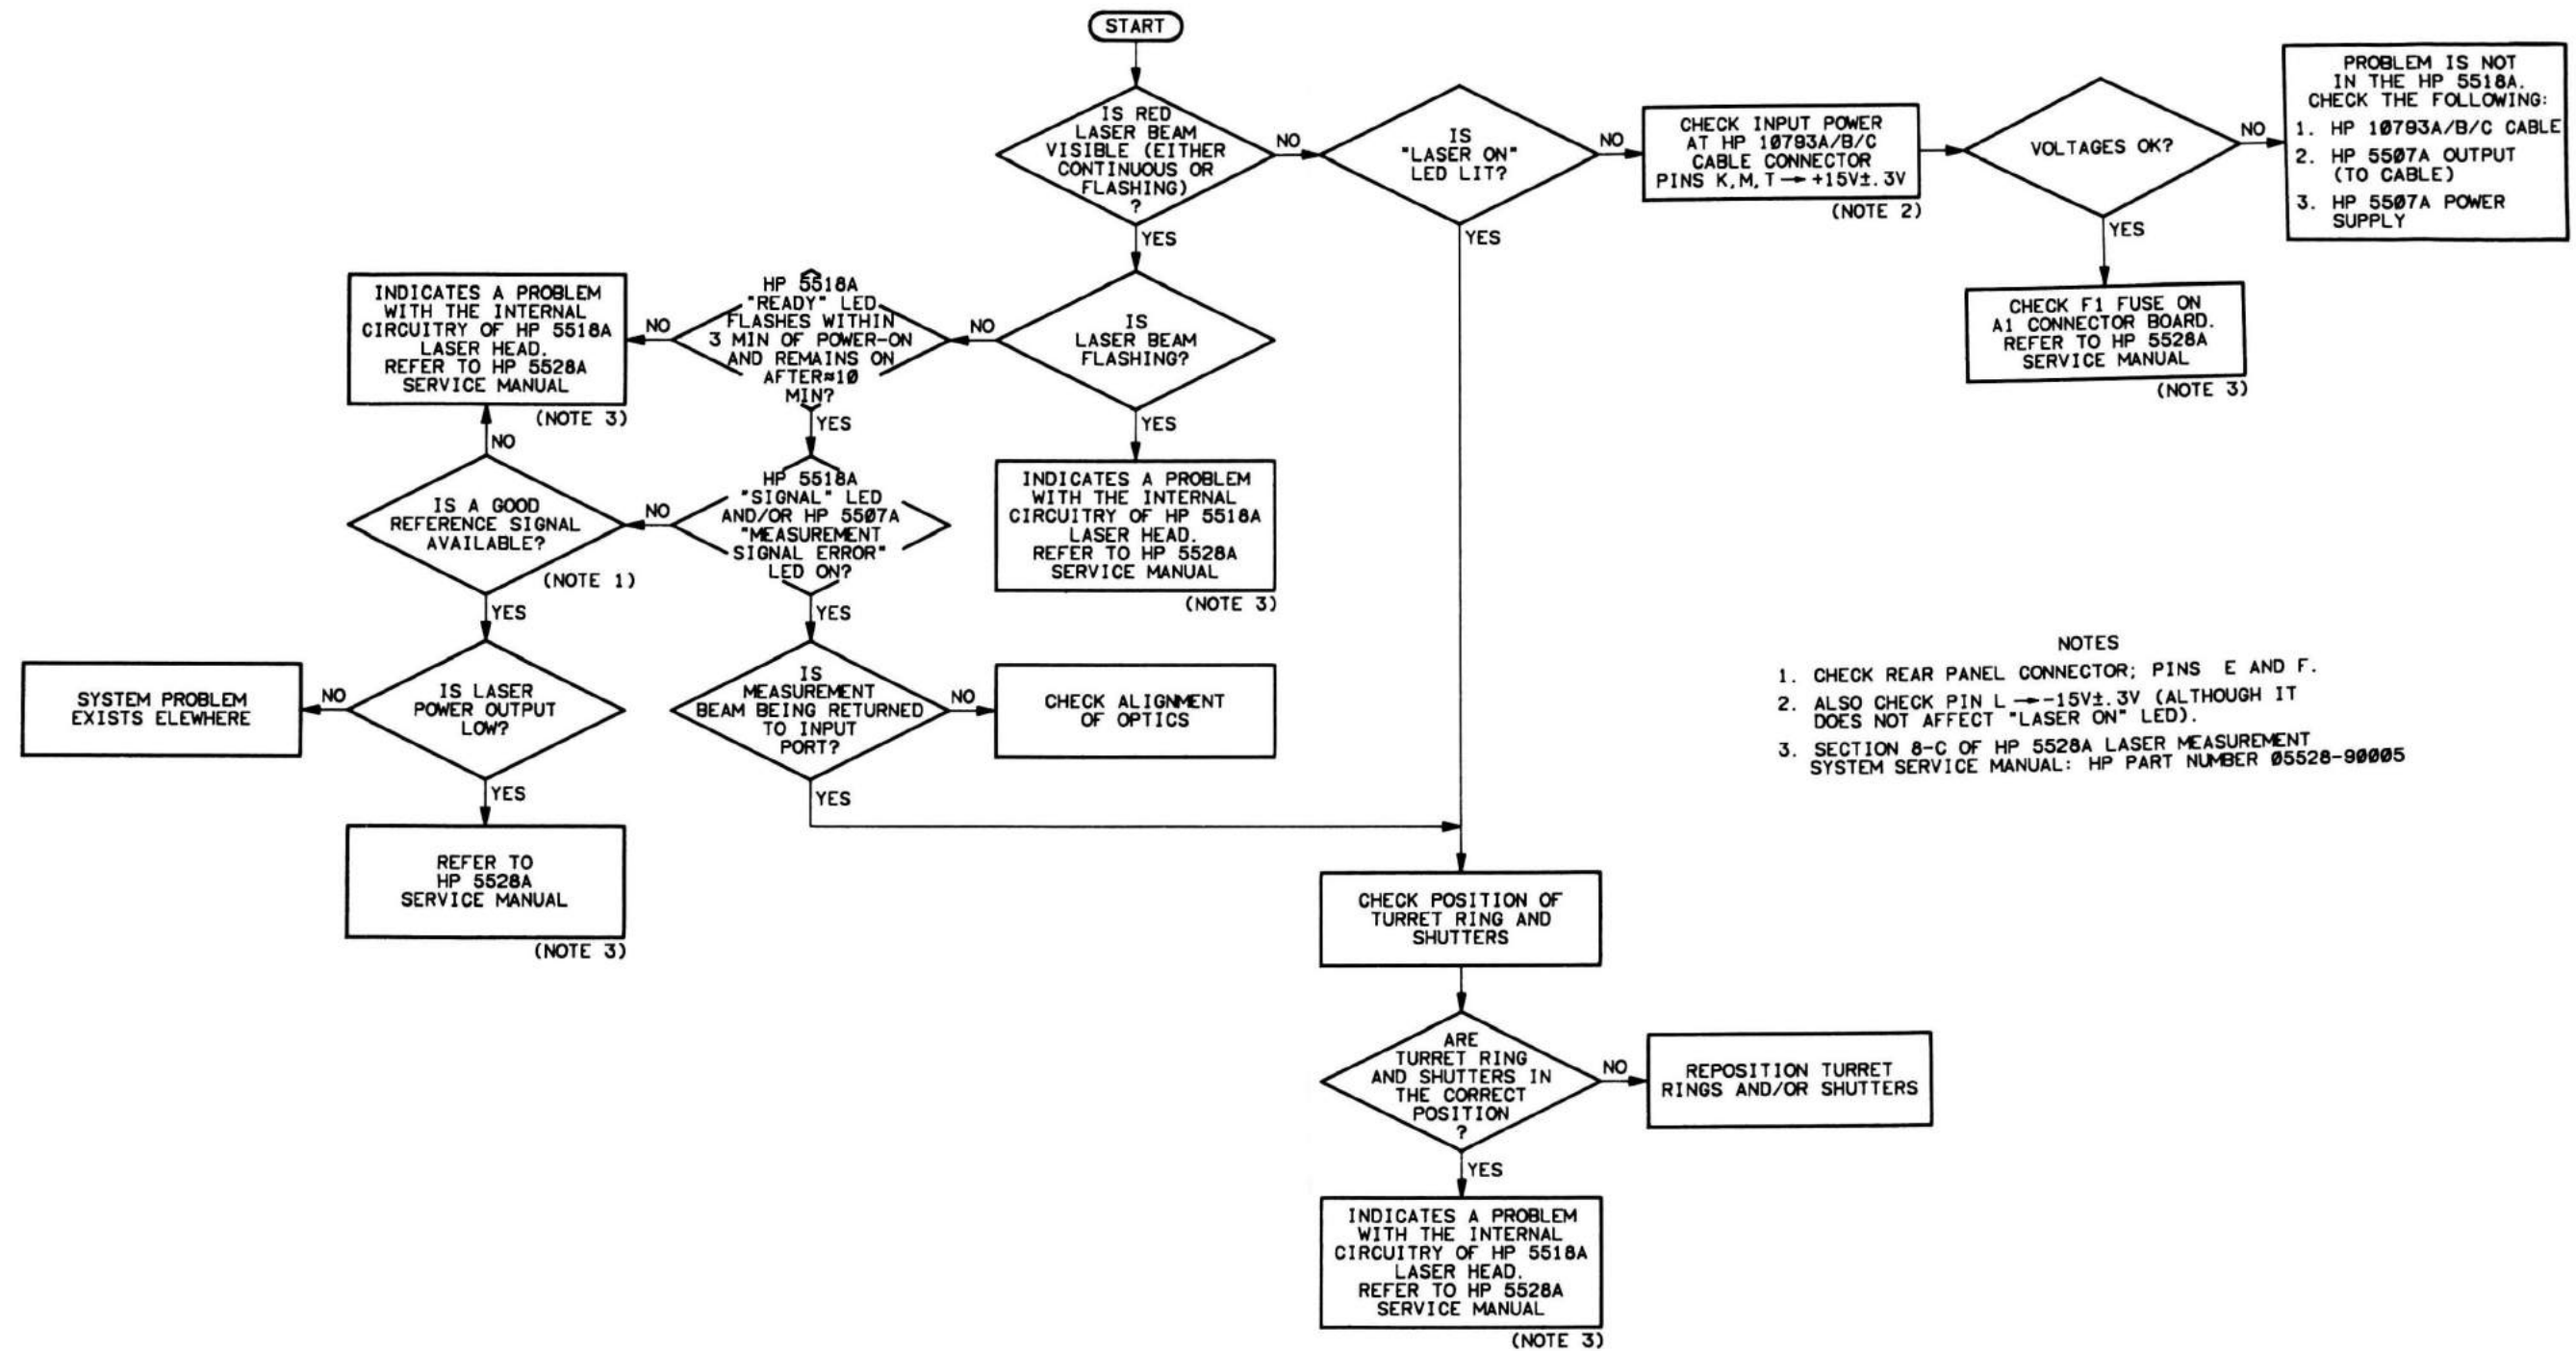 START
IS RED
LASER BEAM
VISIBLE (EITHER
CONTINUOUS OR
FLASHING)
?
NO
YES
IS
"LASER ON"
LED LIT?
NO
YES
CHECK INPUT POWER
AT HP 10793A/B/C
CABLE CONNECTOR
PINS K,M,T → +15V±.3V
(NOTE 2)
VOLTAGES OK?
NO
YES
PROBLEM IS NOT
IN THE HP 5518A.
CHECK THE FOLLOWING:
1. HP 10793A/B/C CABLE
2. HP 5507A OUTPUT
(TO CABLE)
3. HP 5507A POWER
SUPPLY
CHECK F1 FUSE ON
A1 CONNECTOR BOARD.
REFER TO HP 5528A
SERVICE MANUAL
(NOTE 3)
IS
LASER BEAM
FLASHING?
NO
YES
INDICATES A PROBLEM
WITH THE INTERNAL
CIRCUITRY OF HP 5518A
LASER HEAD.
REFER TO HP 5528A
SERVICE MANUAL
(NOTE 3)
HP 5518A
"READY" LED
FLASHES WITHIN
3 MIN OF POWER-ON
AND REMAINS ON
AFTER≈10
MIN?
NO
YES
INDICATES A PROBLEM
WITH THE INTERNAL
CIRCUITRY OF HP 5518A
LASER HEAD.
REFER TO HP 5528A
SERVICE MANUAL
(NOTE 3)
HP 5518A
"SIGNAL" LED
AND/OR HP 5507A
"MEASUREMENT
SIGNAL ERROR"
LED ON?
NO
YES
IS A GOOD
REFERENCE SIGNAL
AVAILABLE?
(NOTE 1)
NO
YES
IS LASER
POWER OUTPUT
LOW?
NO
YES
SYSTEM PROBLEM
EXISTS ELEWHERE
REFER TO
HP 5528A
SERVICE MANUAL
(NOTE 3)
IS
MEASUREMENT
BEAM BEING RETURNED
TO INPUT
PORT?
NO
YES
CHECK ALIGNMENT
OF OPTICS
CHECK POSITION OF
TURRET RING AND
SHUTTERS
ARE
TURRET RING
AND SHUTTERS IN
THE CORRECT
POSITION
?
NO
YES
REPOSITION TURRET
RINGS AND/OR SHUTTERS
INDICATES A PROBLEM
WITH THE INTERNAL
CIRCUITRY OF HP 5518A
LASER HEAD.
REFER TO HP 5528A
SERVICE MANUAL
(NOTE 3)
NOTES
1. CHECK REAR PANEL CONNECTOR; PINS E AND F.
2. ALSO CHECK PIN L → -15V±.3V (ALTHOUGH IT
DOES NOT AFFECT "LASER ON" LED).
3. SECTION 8-C OF HP 5528A LASER MEASUREMENT
SYSTEM SERVICE MANUAL: HP PART NUMBER 05528-90005